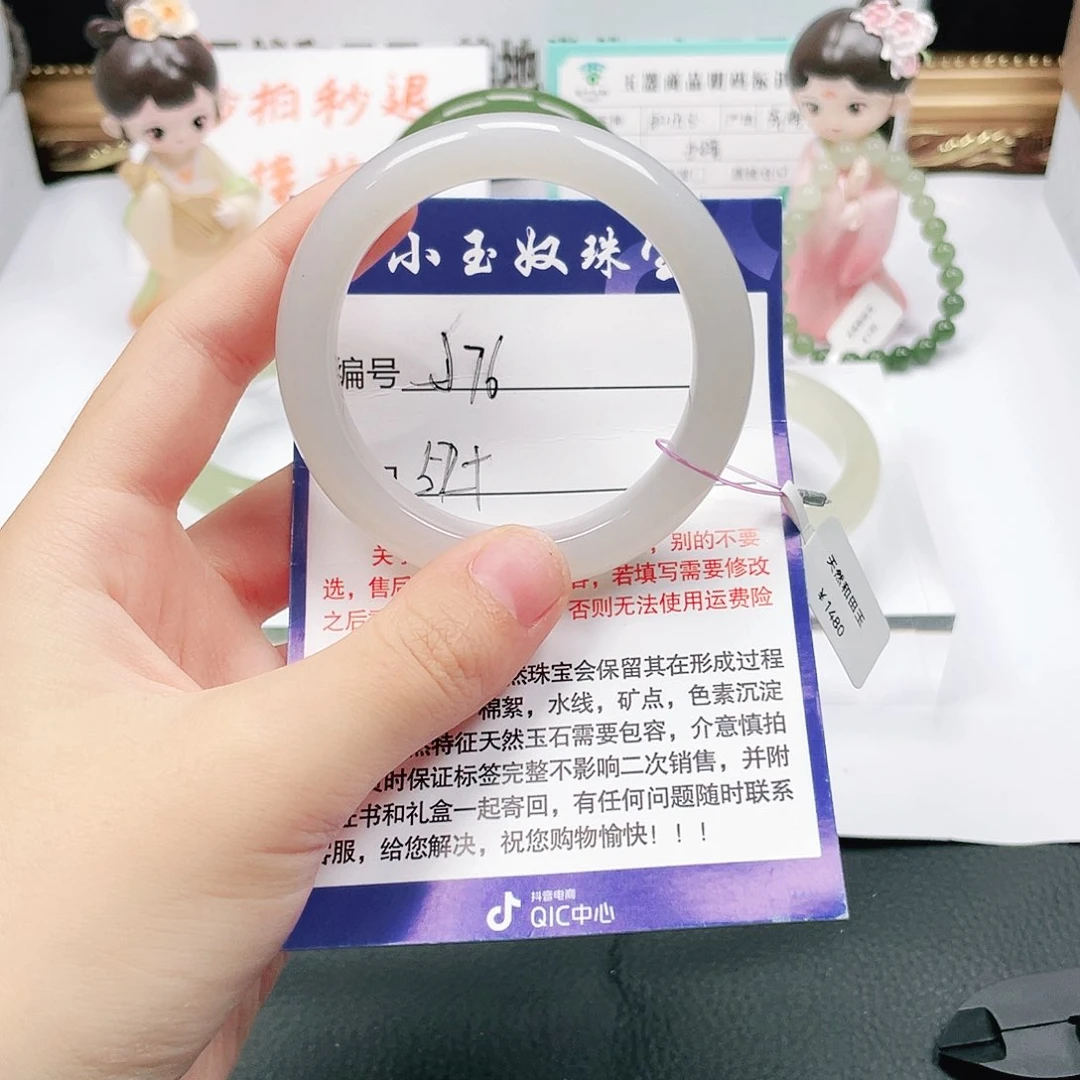 拍秒退
小玉奴珠
编号 J76
52+
关 ，别的不要
选，售后 ，若填写需要修改
之后 否则无法使用运费险
然珠宝会保留其在形成过程
棉絮，水线，矿点，色素沉淀
特征天然玉石需要包容，介意慎拍
时保证标签完整不影响二次销售，并附
证书和礼盒一起寄回，有任何问题随时联系
客服，给您解决，祝您购物愉快！！！
抖音电商
QIC中心
天然和田玉
¥1480